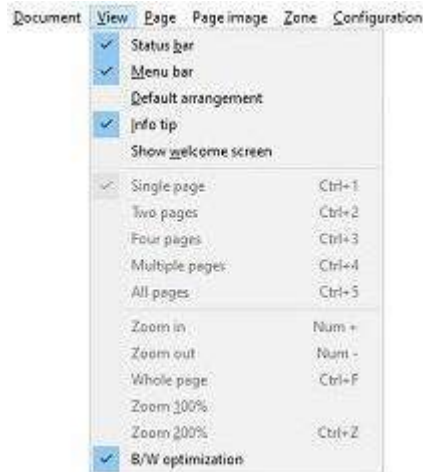 Document View Page Page image Zone Configuration
Status bar
Menu bar
Default arrangement
Info tip
Show welcome screen
Single page Ctrl+1
Two pages Ctrl+2
Four pages Ctrl+3
Multiple pages Ctrl+4
All pages Ctrl+5
Zoom in Num +
Zoom out Num -
Whole page Ctrl+F
Zoom 100%
Zoom 200% Ctrl+Z
B/W optimization